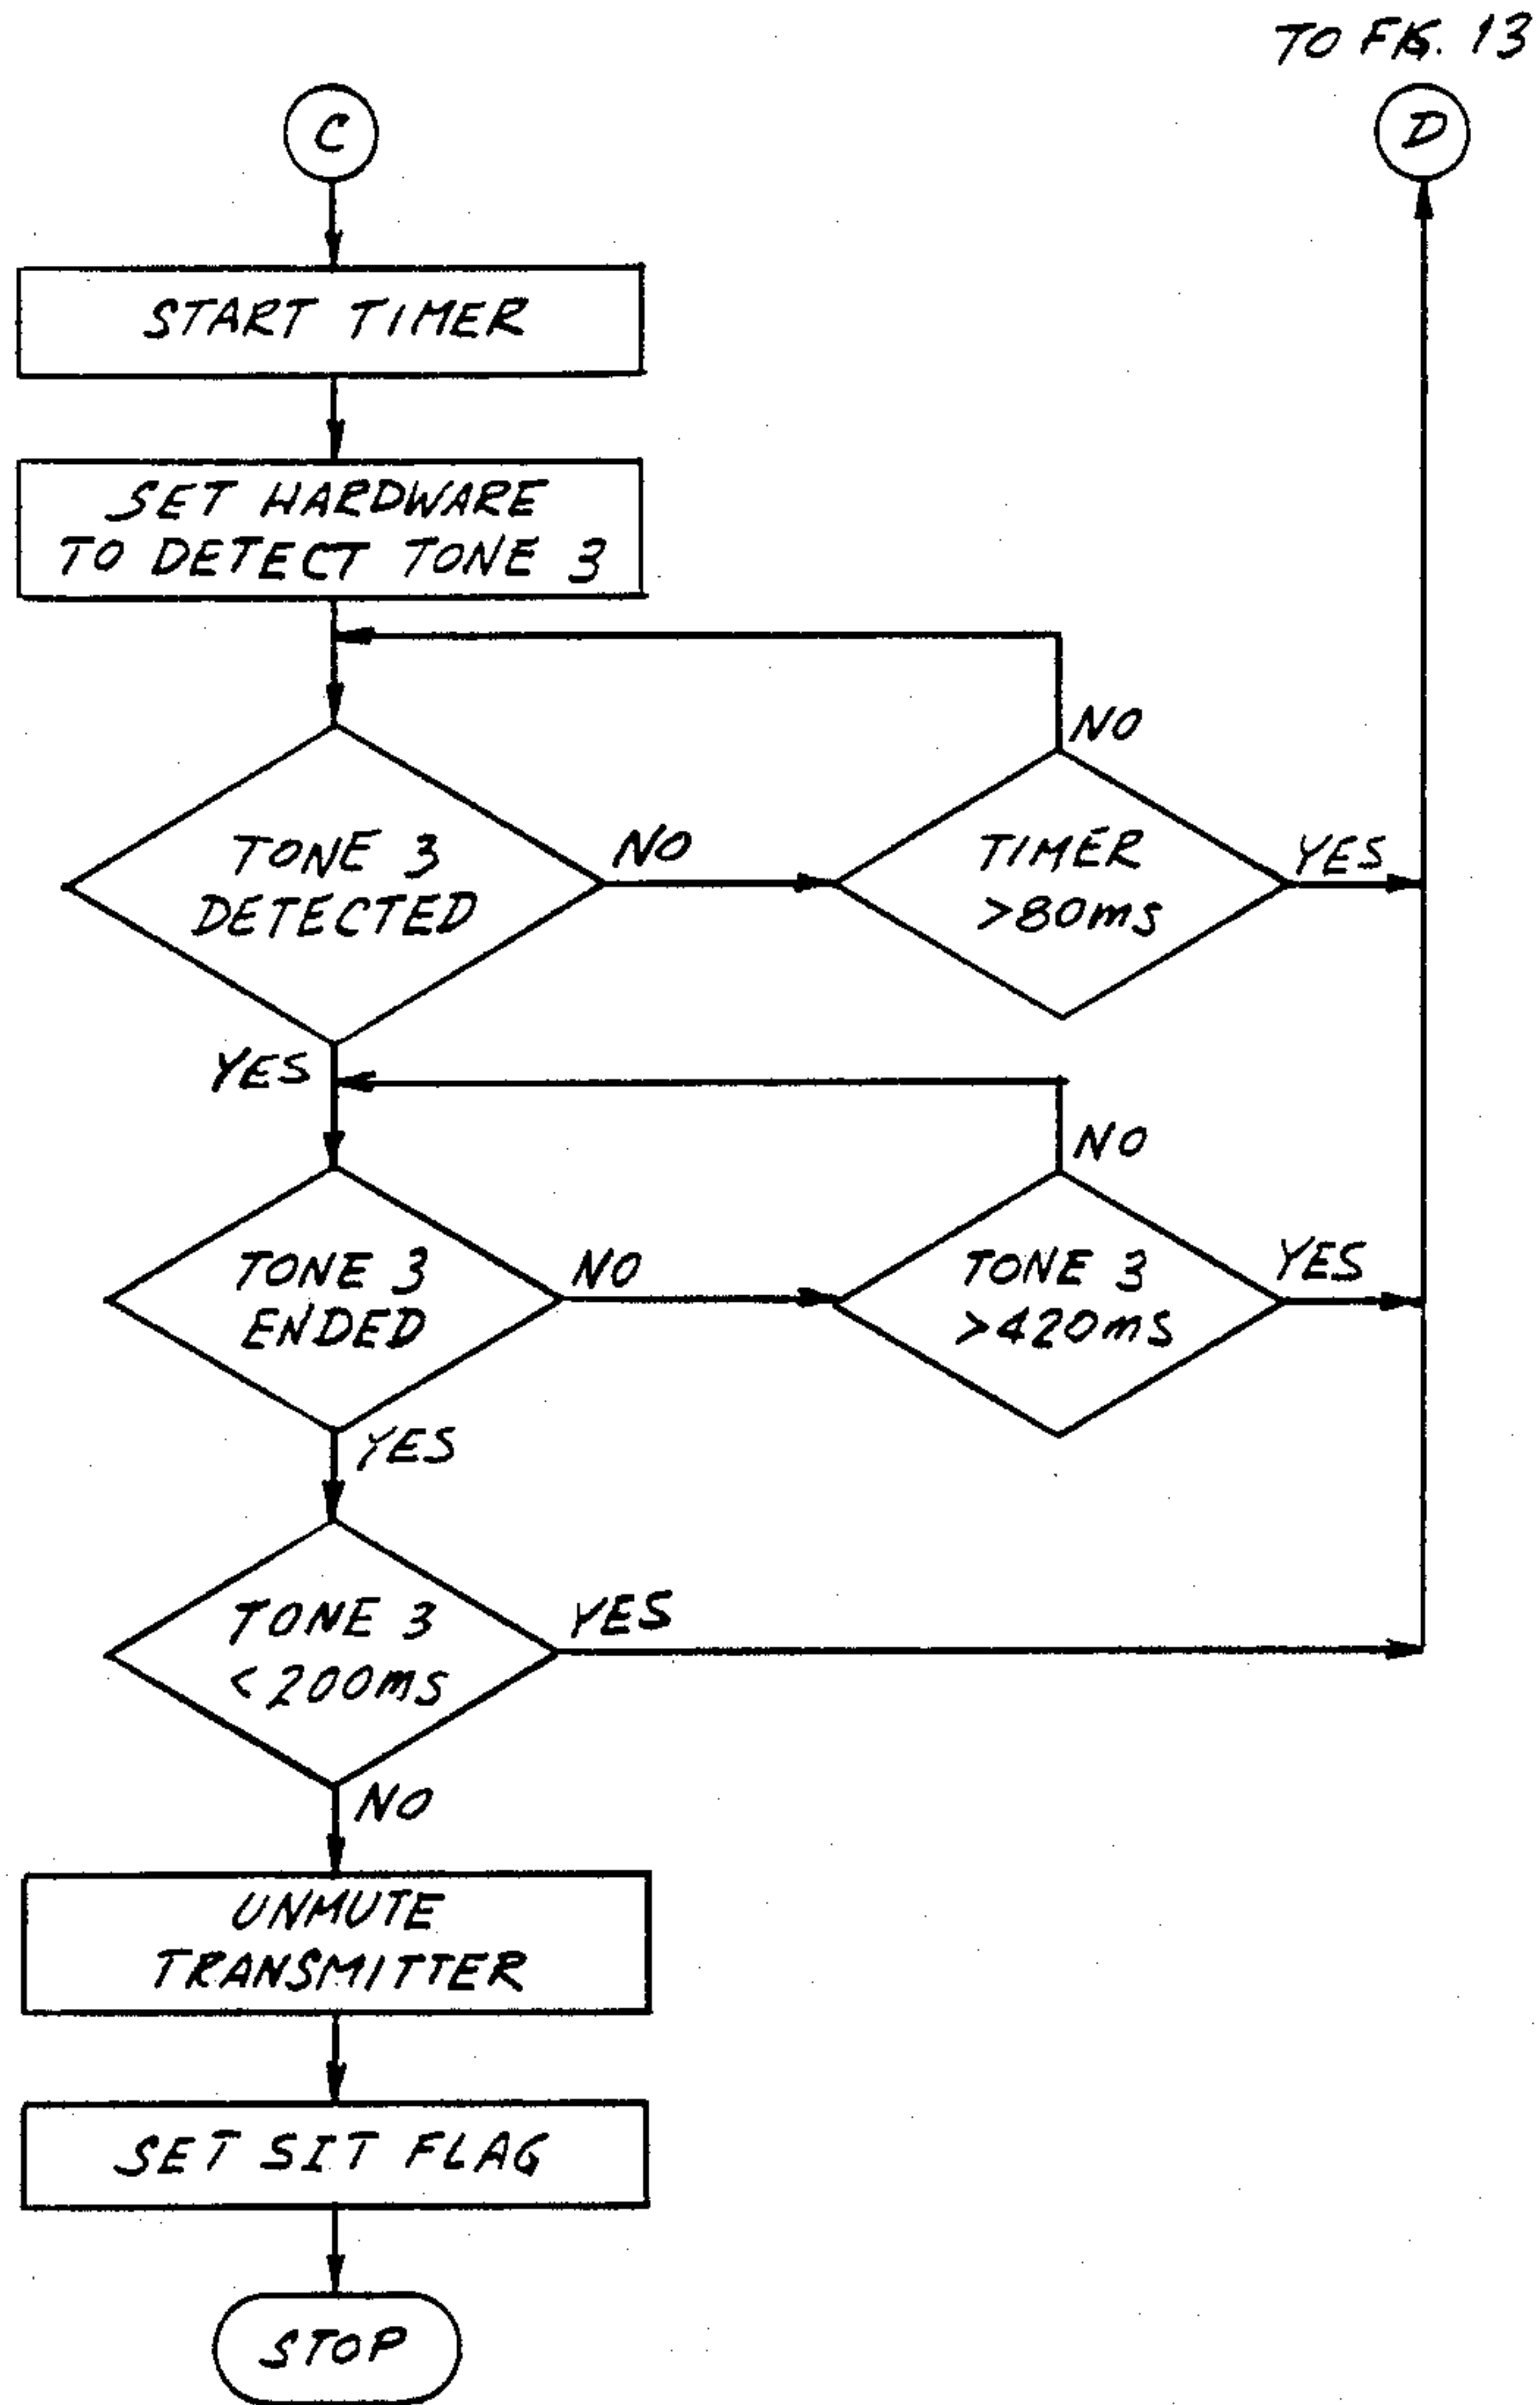 TO FIG. 13
C
D
START TIMER
SET HARDWARE
TO DETECT TONE 3
NO
TONE 3
DETECTED
NO
TIMER
>80ms
YES
YES
NO
TONE 3
ENDED
NO
TONE 3
>420ms
YES
YES
TONE 3
<200ms
YES
NO
UNMUTE
TRANSMITTER
SET SIT FLAG
STOP